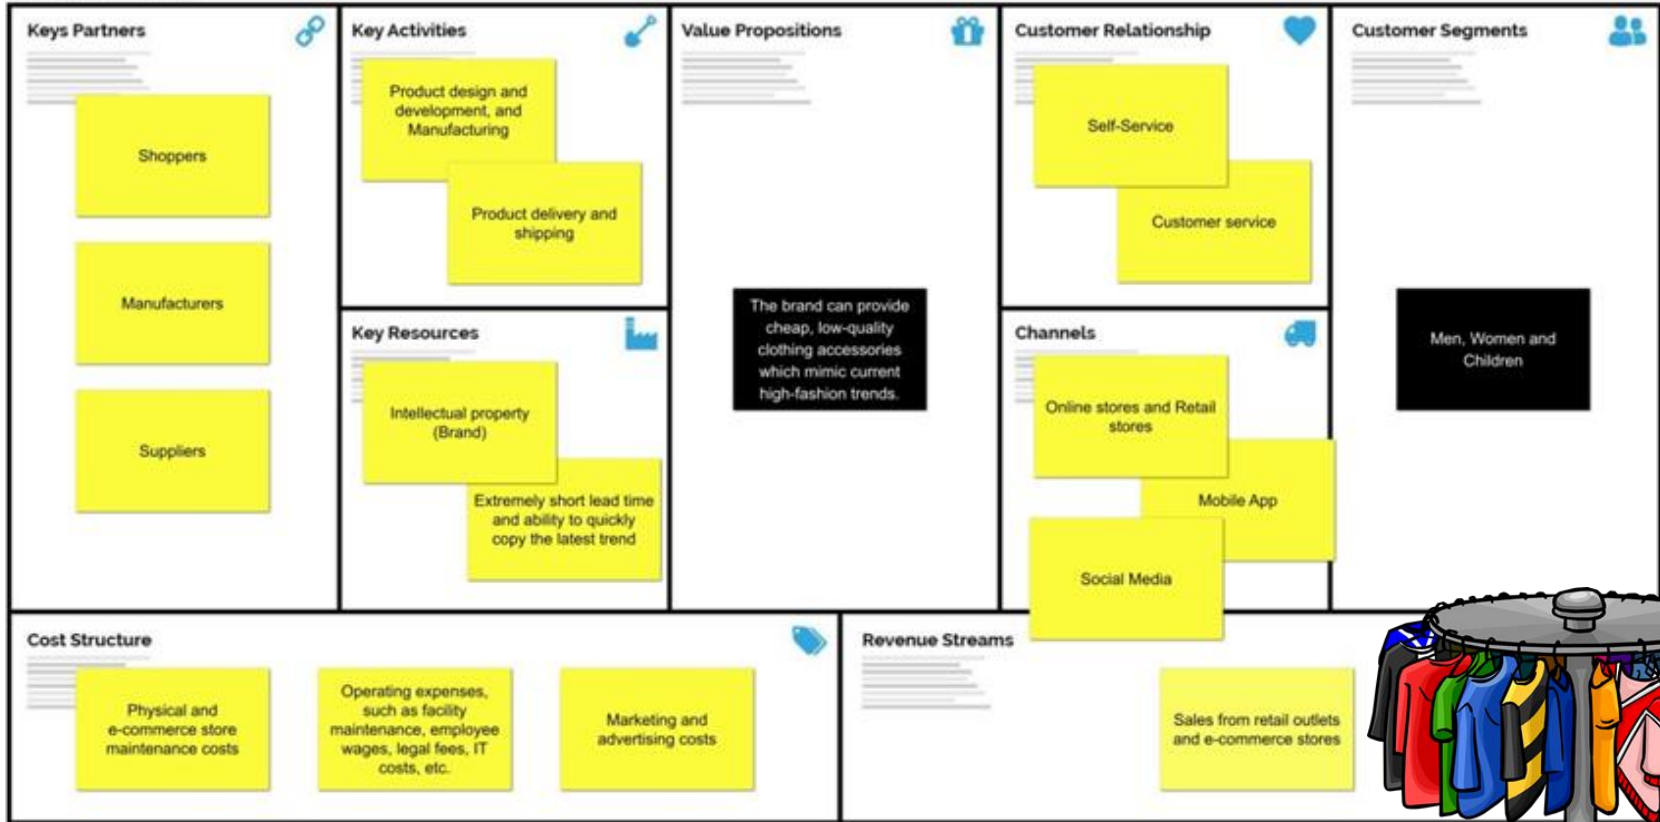 Keys Partners
Shoppers
Manufacturers
Suppliers
Key Activities
Product design and
development, and
Manufacturing
Product delivery and
shipping
Key Resources
Intellectual property
(Brand)
Extremely short lead time
and ability to quickly
copy the latest trend
Value Propositions
The brand can provide
cheap, low-quality
clothing accessories
which mimic current
high-fashion trends.
Customer Relationship
Self-Service
Customer service
Channels
Online stores and Retail
stores
Mobile App
Social Media
Customer Segments
Men, Women and
Children
Cost Structure
Physical and
e-commerce store
maintenance costs
Operating expenses,
such as facility
maintenance, employee
wages, legal fees, IT
costs, etc.
Marketing and
advertising costs
Revenue Streams
Sales from retail outlets
and e-commerce stores